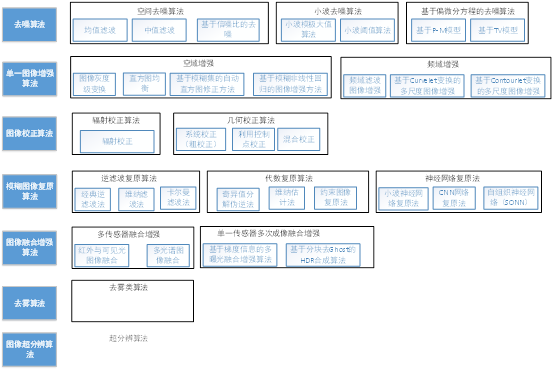 去噪算法
空间去噪算法
均值滤波
中值滤波
基于信噪比的去
噪
小波去噪算法
小波模极大值
算法
小波阈值算法
基于偏微分方程的去噪算法
基于P-M模型
基于TV模型
单一图像增强
算法
空域增强
图像灰度
级变换
直方图均
衡
基于模糊集的自动
直方图修正方法
基于模糊非线性回
归的图像增强方法
频域增强
频域滤波
图像增强
基于Curvelet变换的
多尺度图像增强
基于Contourlet变换
的多尺度图像增强
图像校正算法
辐射校正算法
辐射校正
几何校正算法
系统校正
（粗校正）
利用控制
点校正
混合校正
模糊图像复原
算法
逆滤波复原算法
经典逆
滤波法
维纳滤
波法
卡尔曼
滤波法
代数复原算法
奇异值分
解伪逆法
维纳估
计法
约束图像
复原法
神经网络复原法
小波神经网
络复原法
CNN网络
复原法
自组织神经网
络（SONN）
图像融合增强
算法
多传感器融合增强
红外与可见光
图像融合
多光谱图
像融合
单一传感器多次成像融合增强
基于梯度信息的多
曝光融合增强算法
基于分块去Ghost的
HDR合成算法
去雾算法
去雾类算法
图像超分辨算
法
超分辨算法